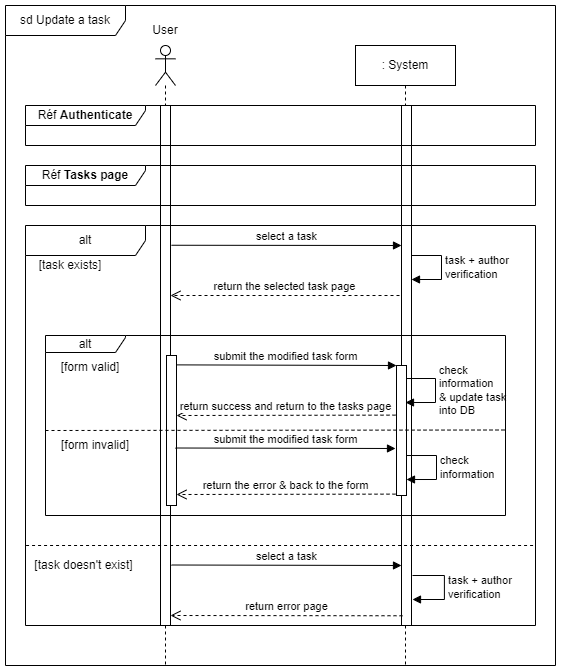 sd Update a task
User
: System
Réf Authenticate
Réf Tasks page
alt
select a task
[task exists]
task + author
verification
return the selected task page
alt
submit the modified task form
[form valid]
check
information
& update task
into DB
return success and return to the tasks page
submit the modified task form
[form invalid]
check
information
return the error & back to the form
select a task
[task doesn't exist]
task + author
verification
return error page